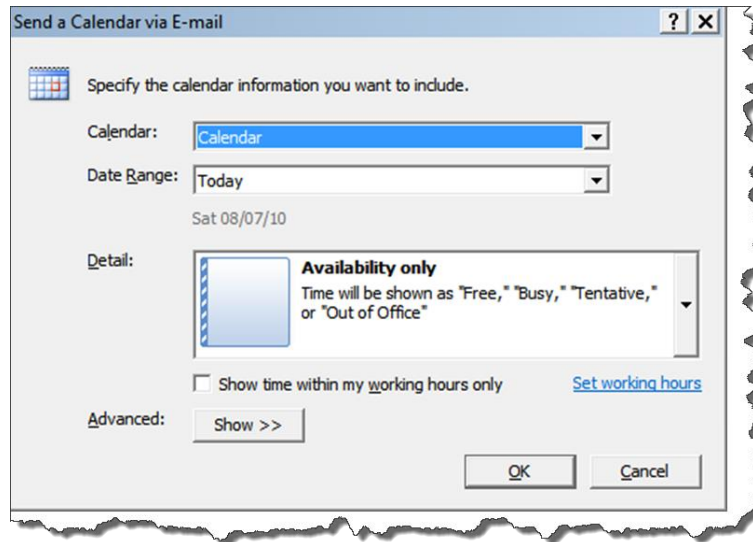 Send a Calendar via E-mail
Specify the calendar information you want to include.
Calendar: Calendar
Date Range: Today
Sat 08/07/10
Detail: Availability only
Time will be shown as "Free," "Busy," "Tentative,"
or "Out of Office"
Show time within my working hours only Set working hours
Advanced: Show >>
OK Cancel